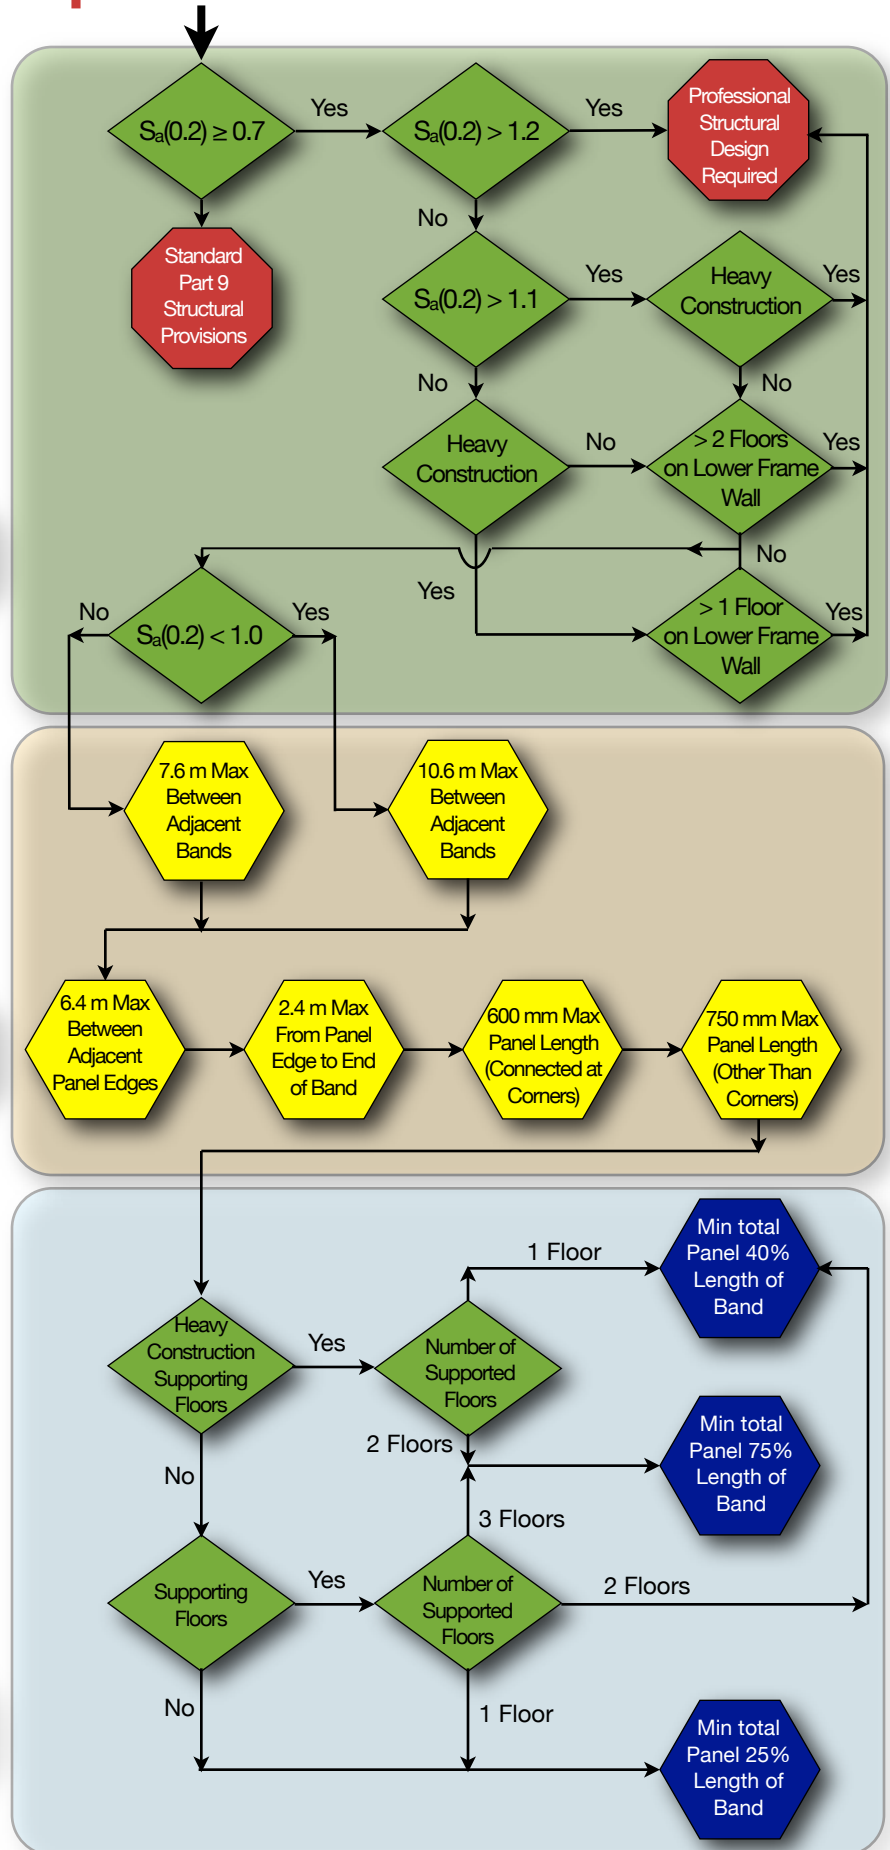 Sa(0.2) ≥ 0.7
Yes
Sa(0.2) > 1.2
Yes
Professional
Structural
Design
Required
No
Standard
Part 9
Structural
Provisions
Sa(0.2) > 1.1
Yes
Heavy
Construction
Yes
No
No
Heavy
Construction
No
> 2 Floors
on Lower Frame
Wall
Yes
No
Yes
No
Sa(0.2) < 1.0
Yes
> 1 Floor
on Lower Frame
Wall
Yes
7.6 m Max
Between
Adjacent
Bands
10.6 m Max
Between
Adjacent
Bands
6.4 m Max
Between
Adjacent
Panel Edges
2.4 m Max
From Panel
Edge to End
of Band
600 mm Max
Panel Length
(Connected at
Corners)
750 mm Max
Panel Length
(Other Than
Corners)
1 Floor
Min total
Panel 40%
Length of
Band
Heavy
Construction
Supporting
Floors
Yes
Number of
Supported
Floors
2 Floors
Min total
Panel 75%
Length of
Band
No
3 Floors
Supporting
Floors
Yes
Number of
Supported
Floors
2 Floors
No
1 Floor
Min total
Panel 25%
Length of
Band